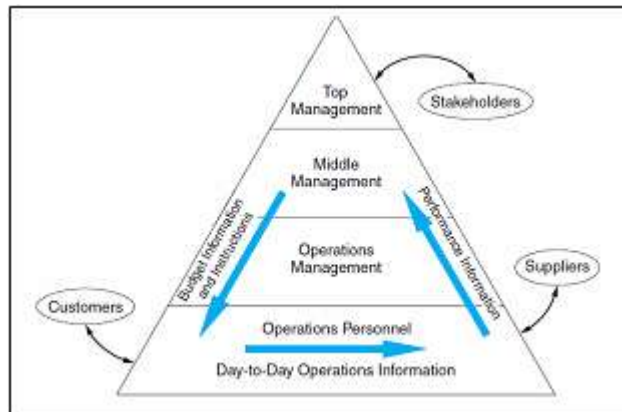 Top
Management
Stakeholders
Middle
Management
Budget Information
and Instructions
Performance Information
Operations
Management
Suppliers
Customers
Operations Personnel
Day-to-Day Operations Information